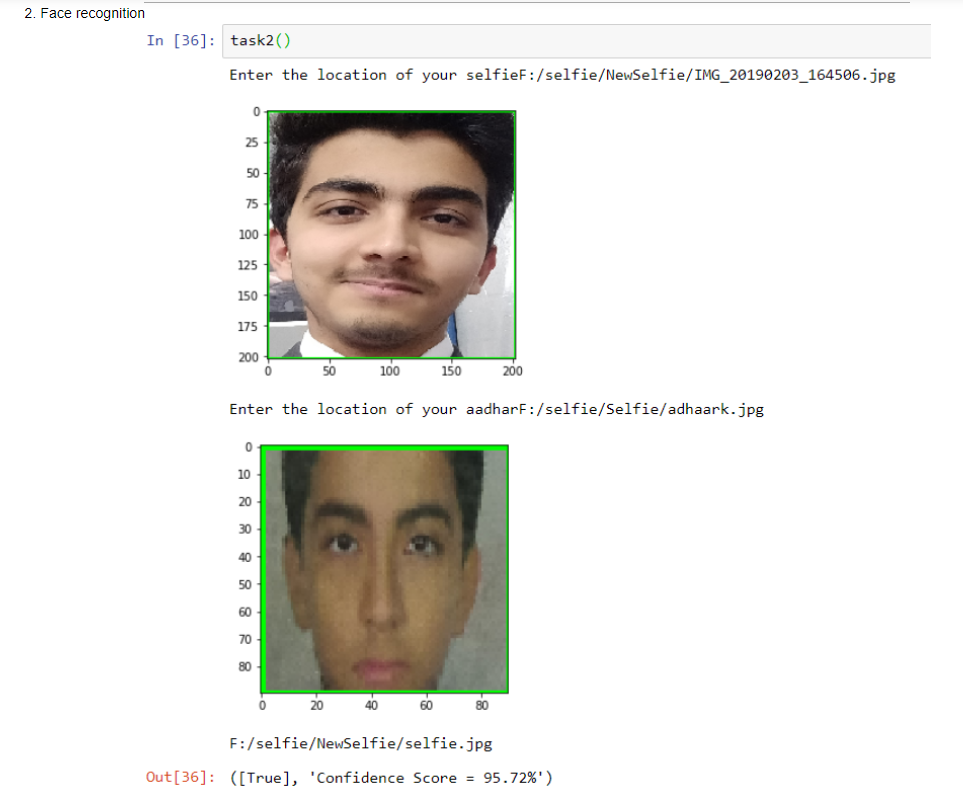 2. Face recognition
In [36]: task2()
Enter the location of your selfieF:/selfie/NewSelfie/IMG_20190203_164506.jpg
0
25
50
75
100
125
150
175
200
0 50 100 150 200
Enter the location of your aadharF:/selfie/Selfie/adhaark.jpg
0
10
20
30
40
50
60
70
80
0 20 40 60 80
F:/selfie/NewSelfie/selfie.jpg
Out[36]: ([True], 'Confidence Score = 95.72%')